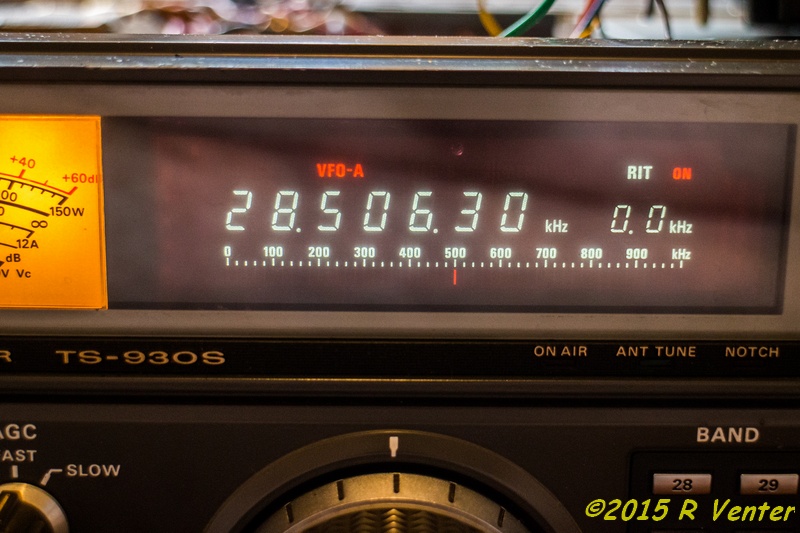 +40
+60d
150W
∞
12A
dB
V Vc
VFO-A
RIT ON
28.506.30 kHz 0.0 kHz
0 100 200 300 400 500 600 700 800 900 kHz
TS-930S
ON AIR ANT TUNE NOTCH
AGC
FAST
SLOW
BAND
28 29
©2015 R Venter